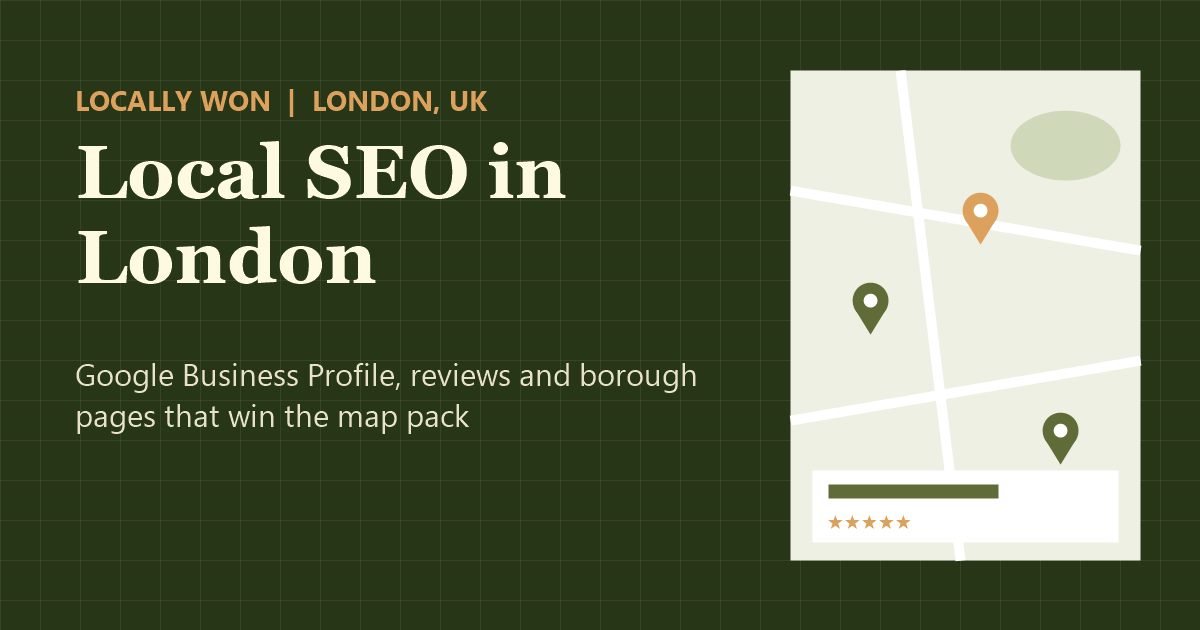 LOCALLY WON | LONDON, UK
Local SEO in
London
Google Business Profile, reviews and borough
pages that win the map pack
★★★★★